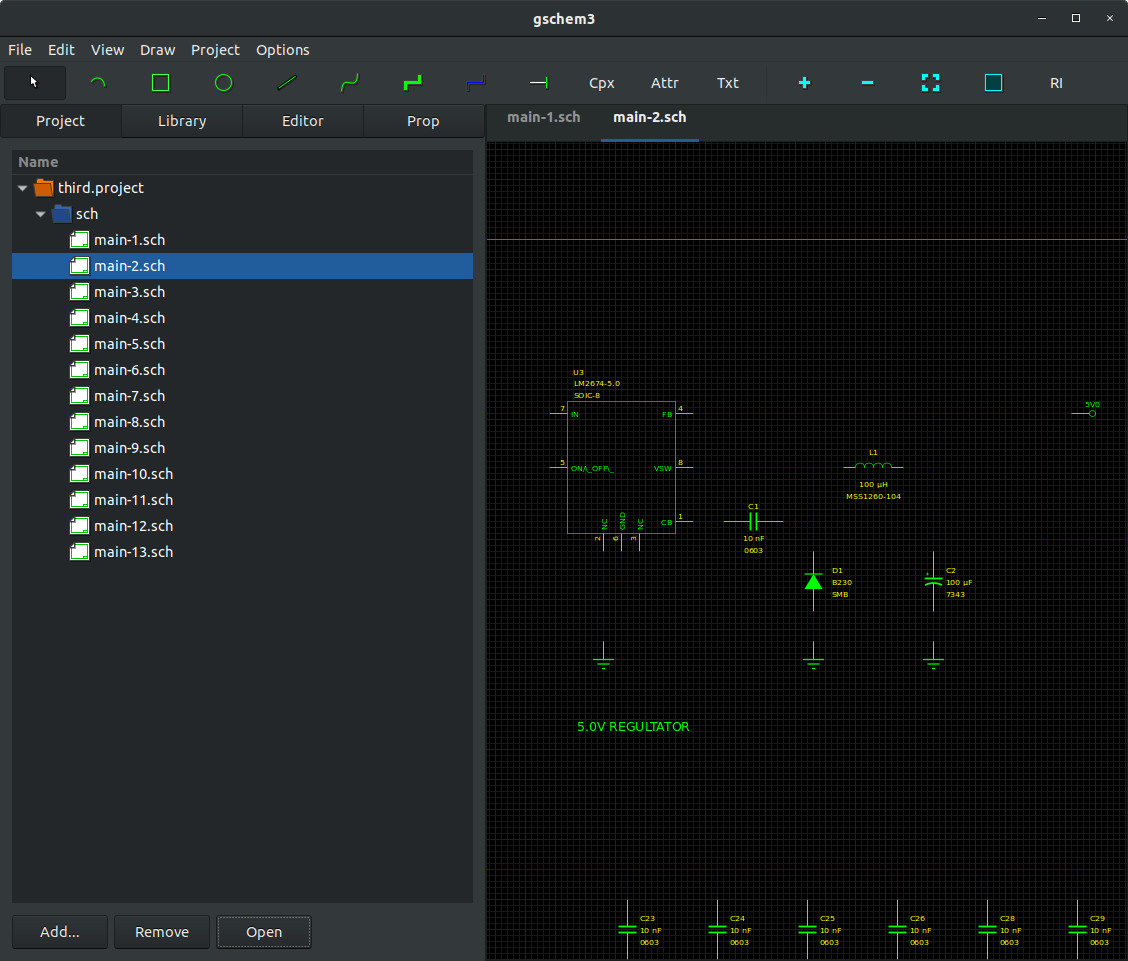 gschem3
File Edit View Draw Project Options
Cpx Attr Txt RI
Project Library Editor Prop
main-1.sch main-2.sch
Name
third.project
sch
main-1.sch
main-2.sch
main-3.sch
main-4.sch
main-5.sch
main-6.sch
main-7.sch
main-8.sch
main-9.sch
main-10.sch
main-11.sch
main-12.sch
main-13.sch
Add... Remove Open
U3
LM2674-5.0
SOIC-8
7 IN FB 4
5 ON/\_OFF\_ VSW 8
NC GND NC CB 1
2 6 3
5V0
L1
100 µH
MSS1260-104
C1
10 nF
0603
D1
B230
SMB
C2
100 µF
7343
5.0V REGULTATOR
C23 C24 C25 C26 C28 C29
10 nF 10 nF 10 nF 10 nF 10 nF 10 nF
0603 0603 0603 0603 0603 0603